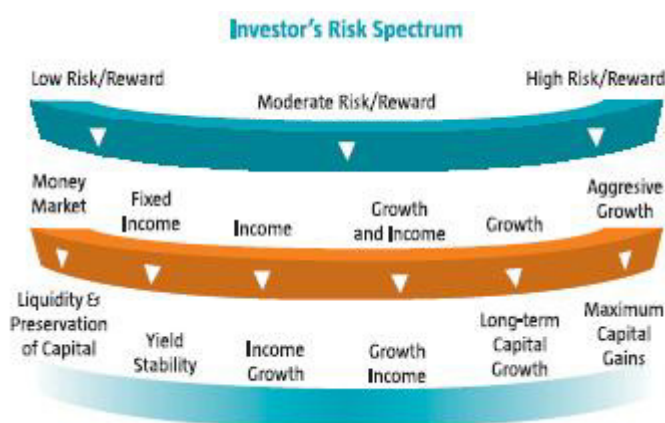 Investor's Risk Spectrum
Low Risk/Reward
Moderate Risk/Reward
High Risk/Reward
Money
Market
Fixed
Income
Income
Growth
and Income
Growth
Aggresive
Growth
Liquidity &
Preservation
of Capital
Yield
Stability
Income
Growth
Growth
Income
Long-term
Capital
Growth
Maximum
Capital
Gains